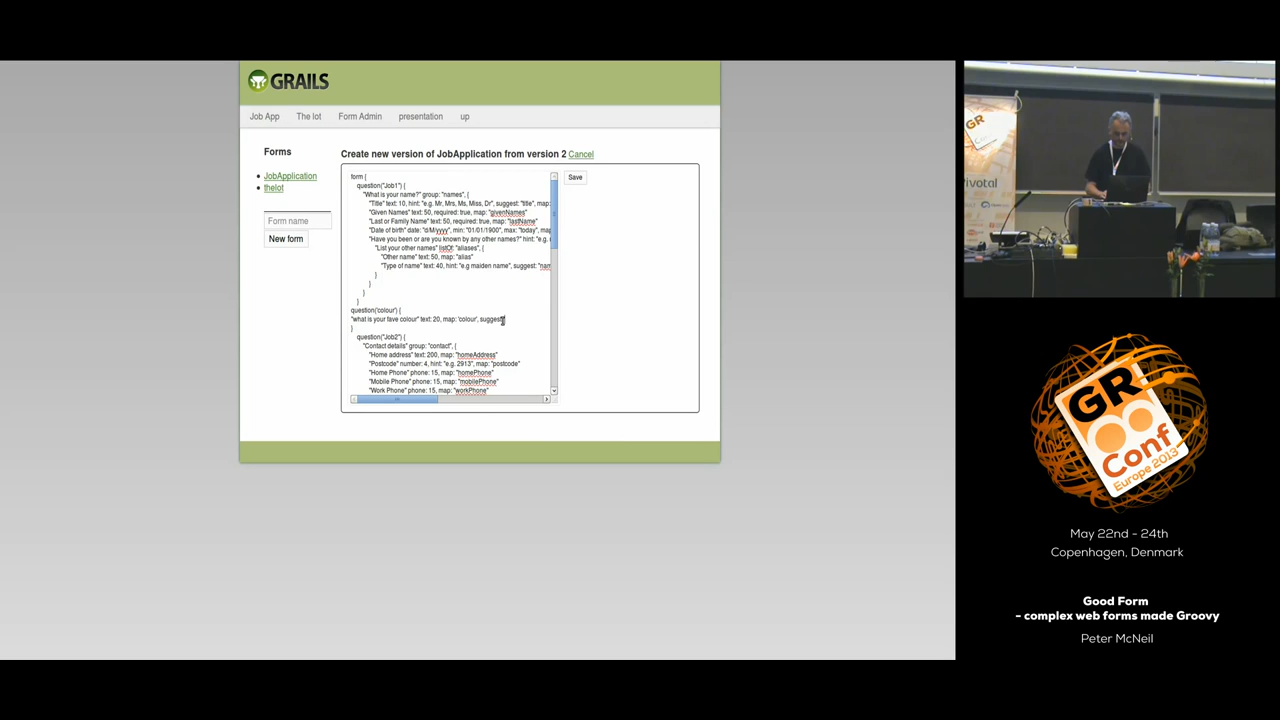 GRAILS
Job App The lot Form Admin presentation up
Forms
JobApplication
thelot
Form name
New form
Create new version of JobApplication from version 2 Cancel
Save
form {
question("Job1") {
"What is your name?" group: "names", {
"Title" text: 10, hint: "e.g. Mr, Mrs, Ms, Miss, Dr", suggest: "title", map:
"Given Names" text: 50, required: true, map: "givenNames"
"Last or Family Name" text: 50, required: true, map: "lastName"
"Date of birth" date: "d/M/yyyy", min: "01/01/1900", max: "today", map
"Have you been or are you known by any other names?" hint: "e.g.
"List your other names" listOf: "aliases", {
"Other name" text: 50, map: "alias"
"Type of name" text: 40, hint: "e.g maiden name", suggest: "nam
}
}
}
}
question('colour') {
"what is your fave colour" text: 20, map: 'colour', suggest
}
question("Job2") {
"Contact details" group: "contact", {
"Home address" text: 200, map: "homeAddress"
"Postcode" number: 4, hint: "e.g. 2913", map: "postcode"
"Home Phone" phone: 15, map: "homePhone"
"Mobile Phone" phone: 15, map: "mobilePhone"
"Work Phone" phone: 15, map: "workPhone"
GR
pivotal
GR
Conf
Europe 2013
May 22nd - 24th
Copenhagen, Denmark
Good Form
- complex web forms made Groovy
Peter McNeil